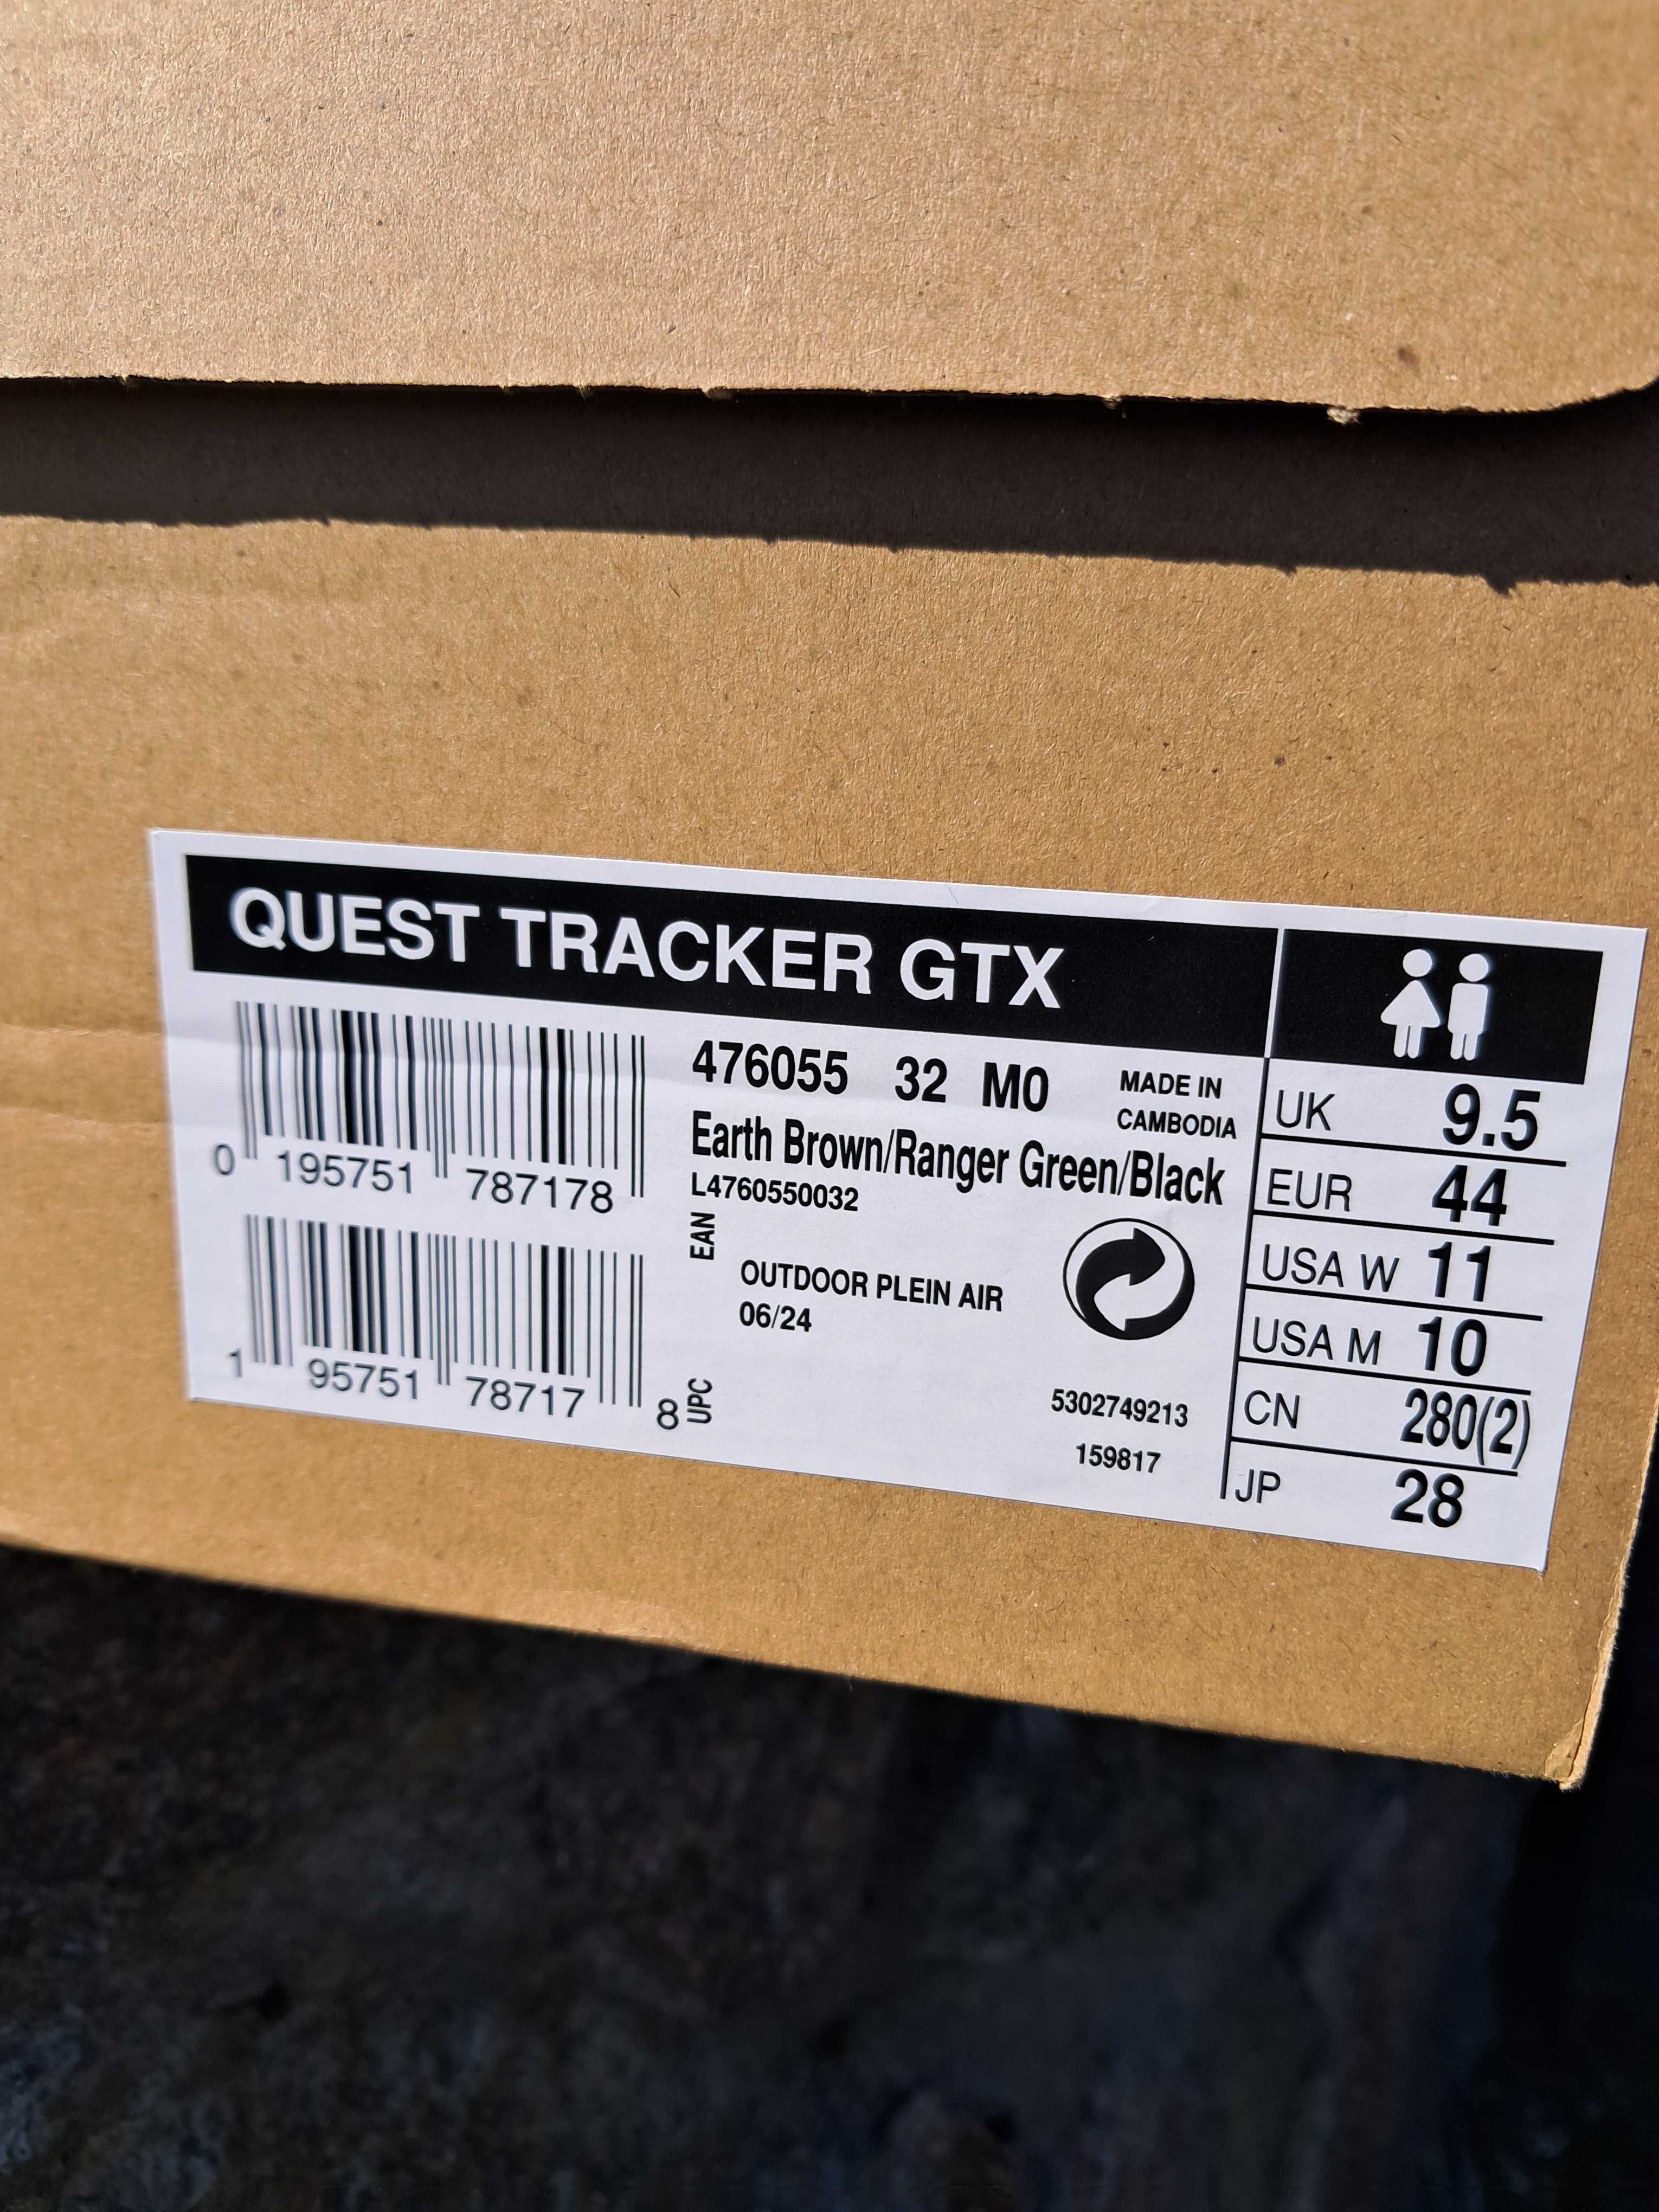 QUEST TRACKER GTX
0 195751 787178
476055 32 M0
MADE IN
CAMBODIA
Earth Brown/Ranger Green/Black
L4760550032
EAN
OUTDOOR PLEIN AIR
06/24
1 95751 78717 8
UPC
5302749213
159817
UK 9.5
EUR 44
USA W 11
USA M 10
CN 280(2)
JP 28